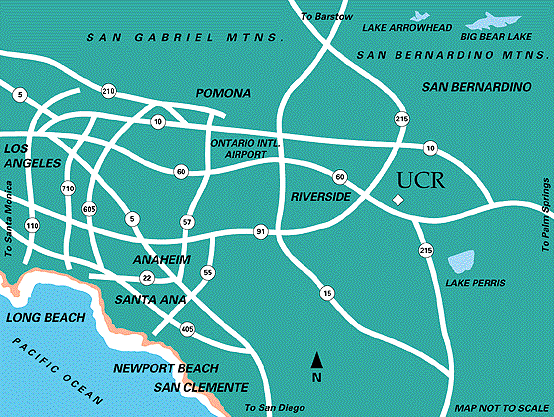 To Barstow
LAKE ARROWHEAD
BIG BEAR LAKE
SAN GABRIEL MTNS.
SAN BERNARDINO MTNS.
5
210
POMONA
SAN BERNARDINO
10
215
LOS
ANGELES
ONTARIO INTL.
AIRPORT
10
60
60
UCR
710
RIVERSIDE
To Santa Monica
605
5
57
110
91
To Palm Springs
215
ANAHEIM
22
55
LAKE PERRIS
SANTA ANA
15
LONG BEACH
405
PACIFIC OCEAN
NEWPORT BEACH
N
SAN CLEMENTE
To San Diego
MAP NOT TO SCALE